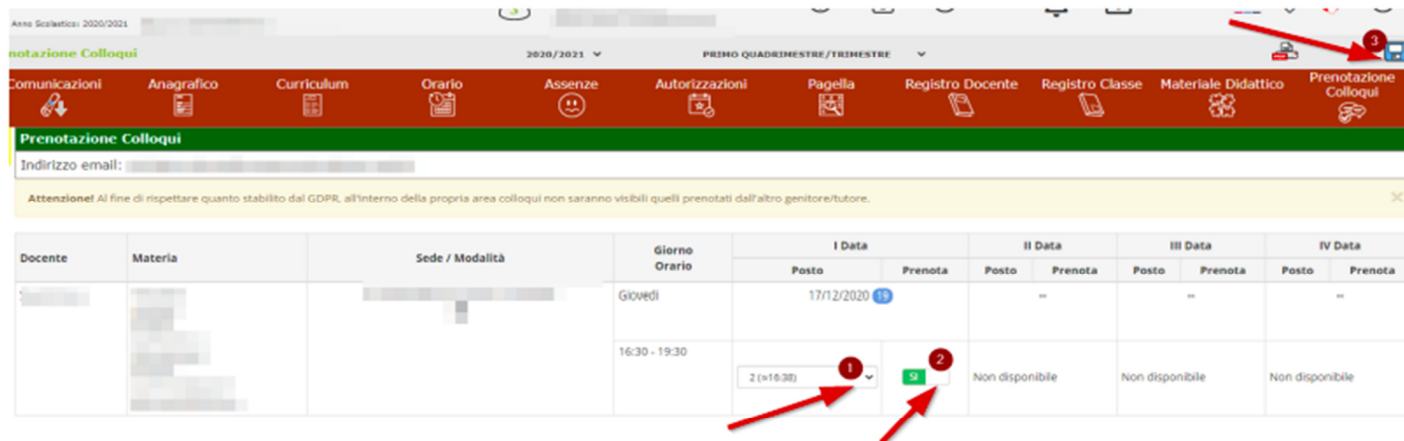 3
Anno Scolastico: 2020/2021
notazione Colloqui 2020/2021 PRIMO QUADRIMESTRE/TRIMESTRE 3
Comunicazioni Anagrafico Curriculum Orario Assenze Autorizzazioni Pagella Registro Docente Registro Classe Materiale Didattico Prenotazione Colloqui
Prenotazione Colloqui
Indirizzo email:
Attenzione! Al fine di rispettare quanto stabilito dal GDPR, all'interno della propria area colloqui non saranno visibili quelli prenotati dall'altro genitore/tutore. ×
Docente Materia Sede / Modalità Giorno Orario I Data II Data III Data IV Data
Posto Prenota Posto Prenota Posto Prenota Posto Prenota
Giovedì 17/12/2020 19 -- -- --
16:30 - 19:30 2 (≈16:38) 1 SI 2 Non disponibile Non disponibile Non disponibile